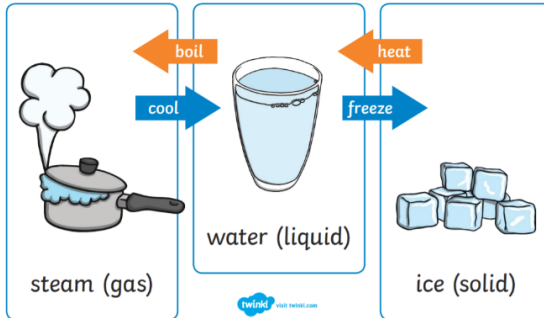 boil
heat
cool
freeze
water (liquid)
steam (gas)
ice (solid)
twinkl visit twinkl.com